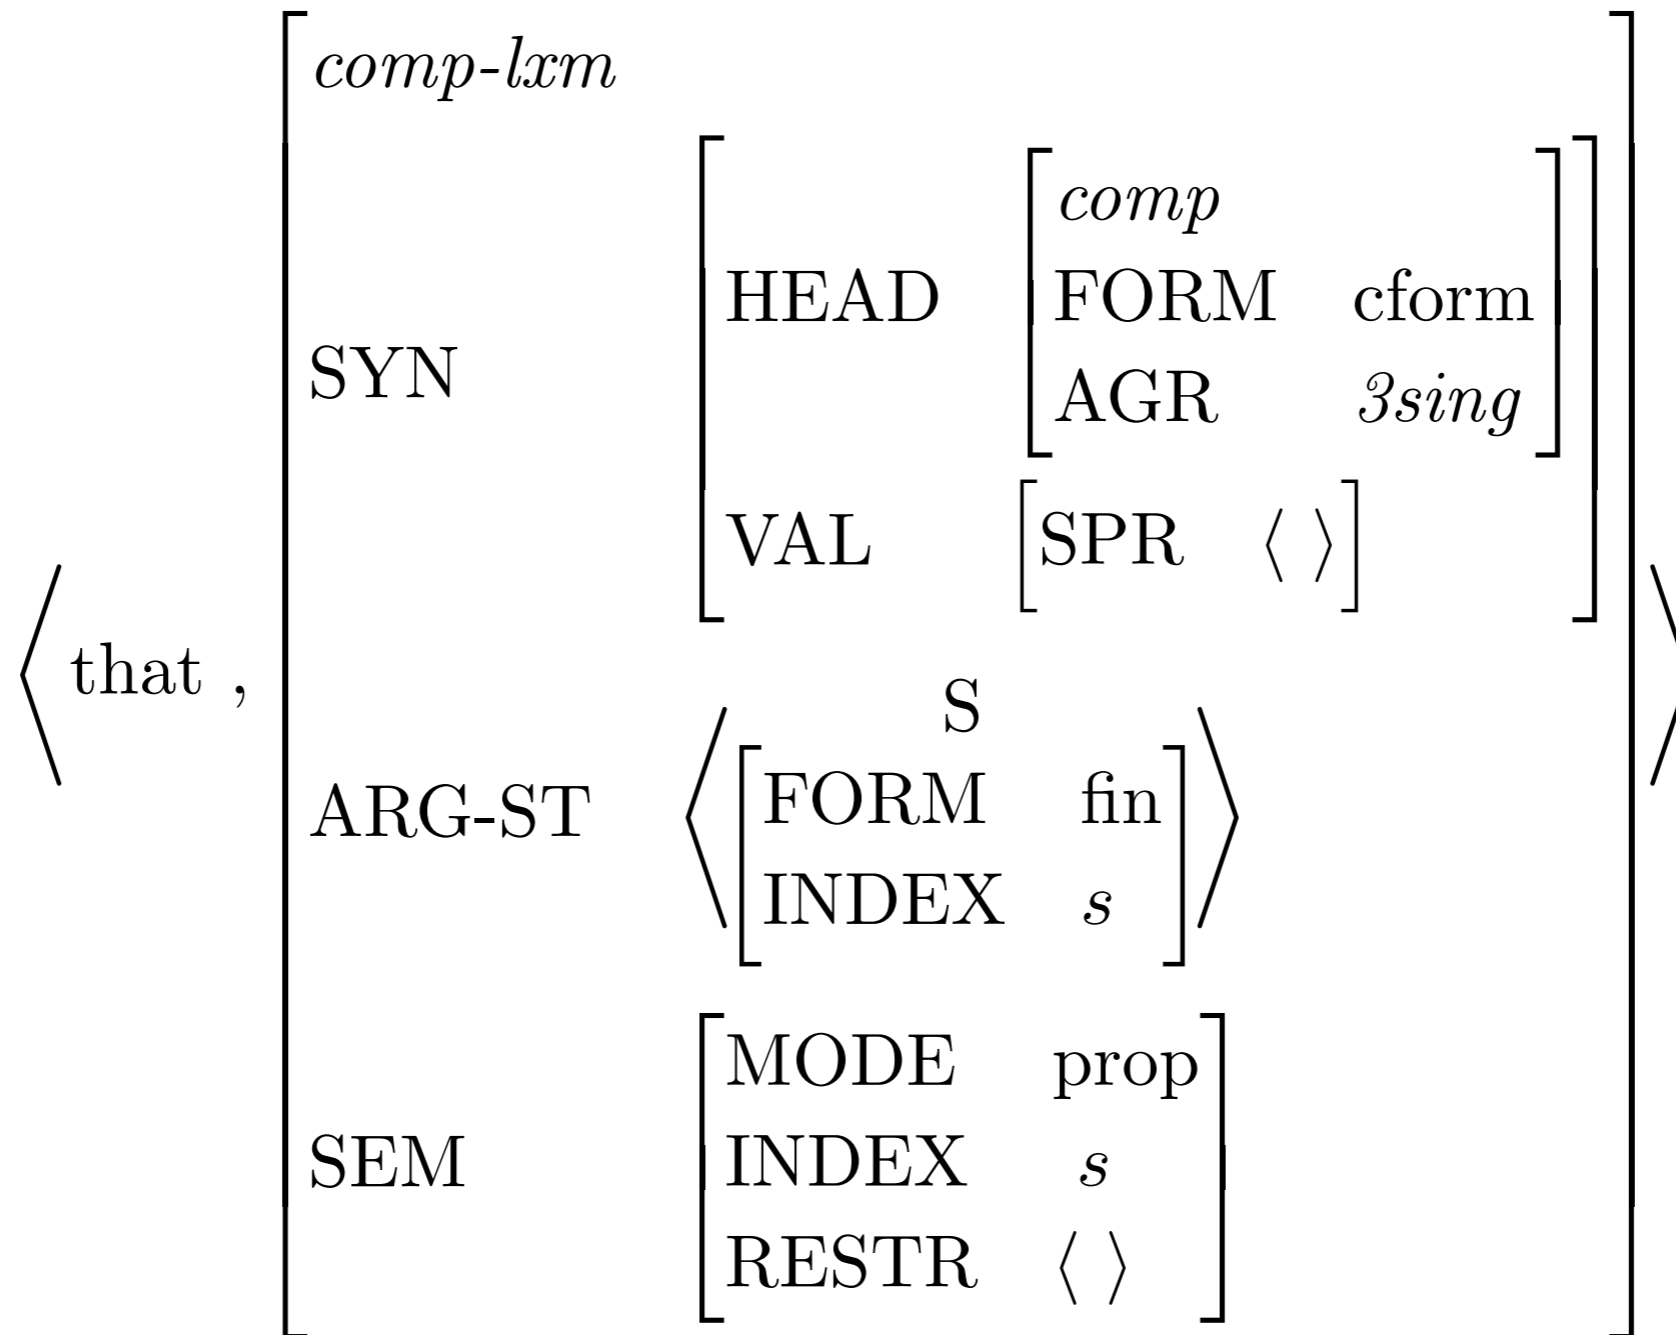 comp-lxm
comp
HEAD FORM cform
SYN AGR 3sing
VAL [SPR ⟨ ⟩]
⟨that , S
ARG-ST ⟨[FORM fin
INDEX s]⟩
MODE prop
SEM INDEX s
RESTR ⟨ ⟩